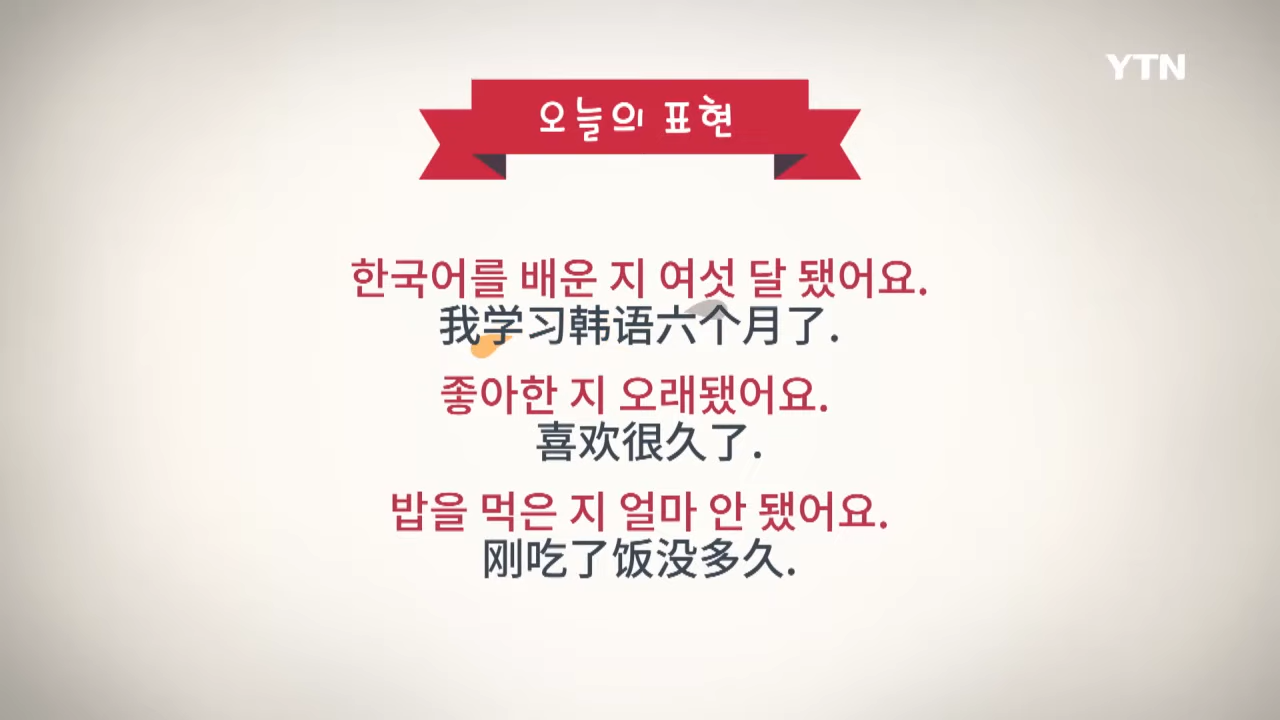 YTN
오늘의 표현
한국어를 배운 지 여섯 달 됐어요.
我学习韩语六个月了.
좋아한 지 오래됐어요.
喜欢很久了.
밥을 먹은 지 얼마 안 됐어요.
刚吃了饭没多久.